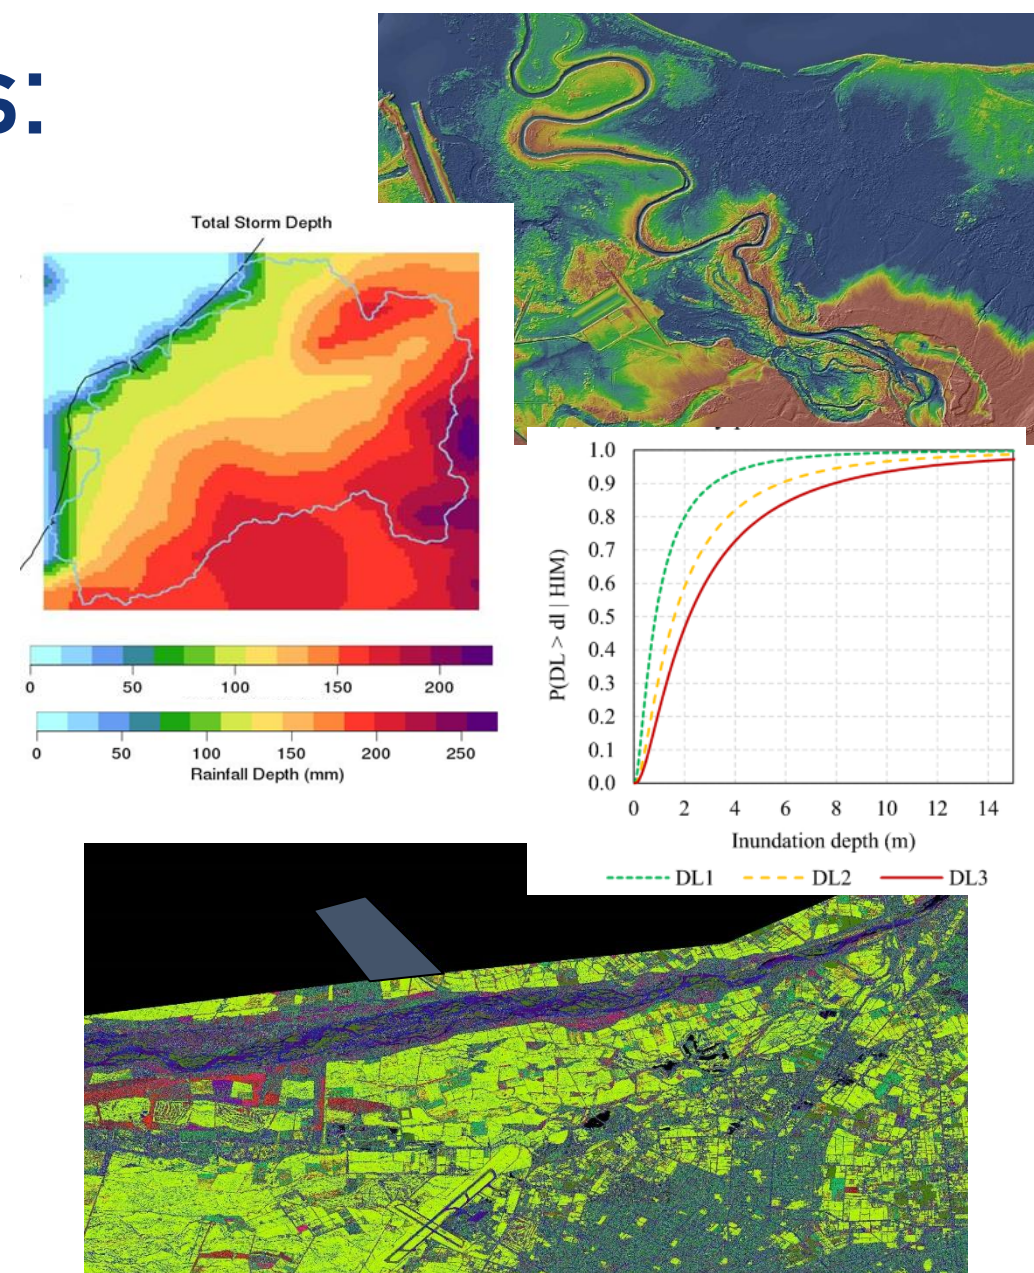 s:
Total Storm Depth
0 50 100 150 200
0 50 100 150 200 250
Rainfall Depth (mm)
1.0
0.9
0.8
0.7
0.6
0.5
0.4
0.3
0.2
0.1
0.0
P(DL > dl | HIM)
0 2 4 6 8 10 12 14
Inundation depth (m)
DL1 DL2 DL3